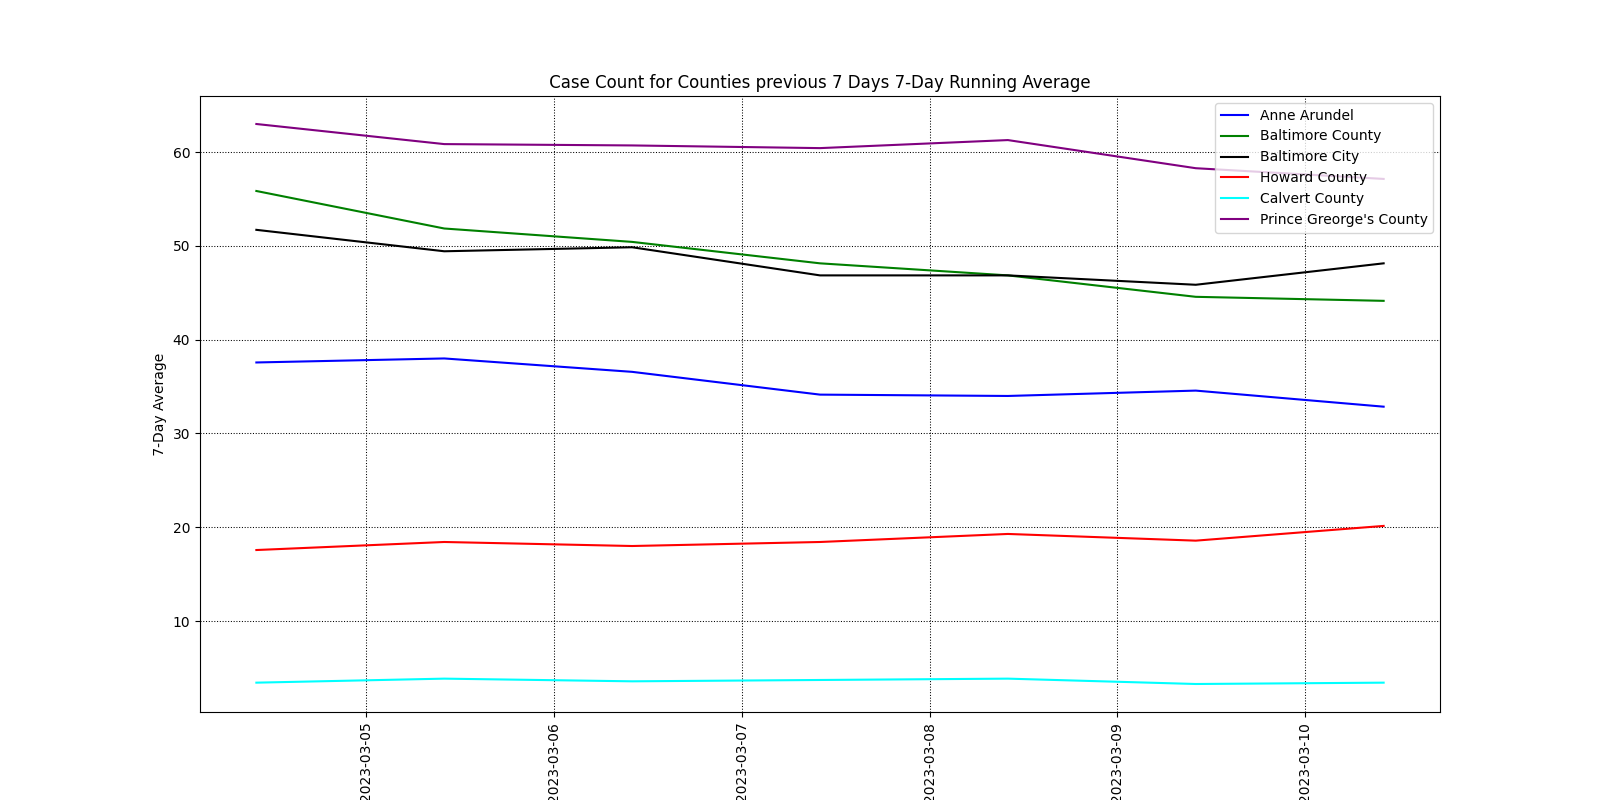 Case Count for Counties previous 7 Days 7-Day Running Average
Anne Arundel
Baltimore County
Baltimore City
Howard County
Calvert County
Prince Greorge's County
7-Day Average
60
50
40
30
20
10
2023-03-05
2023-03-06
2023-03-07
2023-03-08
2023-03-09
2023-03-10